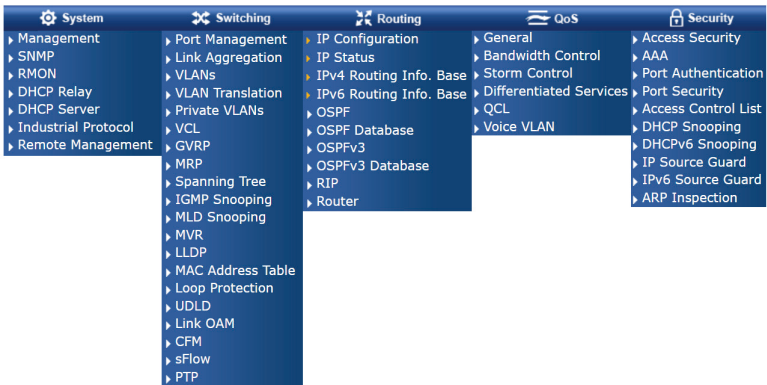 System
Management
SNMP
RMON
DHCP Relay
DHCP Server
Industrial Protocol
Remote Management
Switching
Port Management
Link Aggregation
VLANs
VLAN Translation
Private VLANs
VCL
GVRP
MRP
Spanning Tree
IGMP Snooping
MLD Snooping
MVR
LLDP
MAC Address Table
Loop Protection
UDLD
Link OAM
CFM
sFlow
PTP
Routing
IP Configuration
IP Status
IPv4 Routing Info. Base
IPv6 Routing Info. Base
OSPF
OSPF Database
OSPFv3
OSPFv3 Database
RIP
Router
QoS
General
Bandwidth Control
Storm Control
Differentiated Services
QCL
Voice VLAN
Security
Access Security
AAA
Port Authentication
Port Security
Access Control List
DHCP Snooping
DHCPv6 Snooping
IP Source Guard
IPv6 Source Guard
ARP Inspection